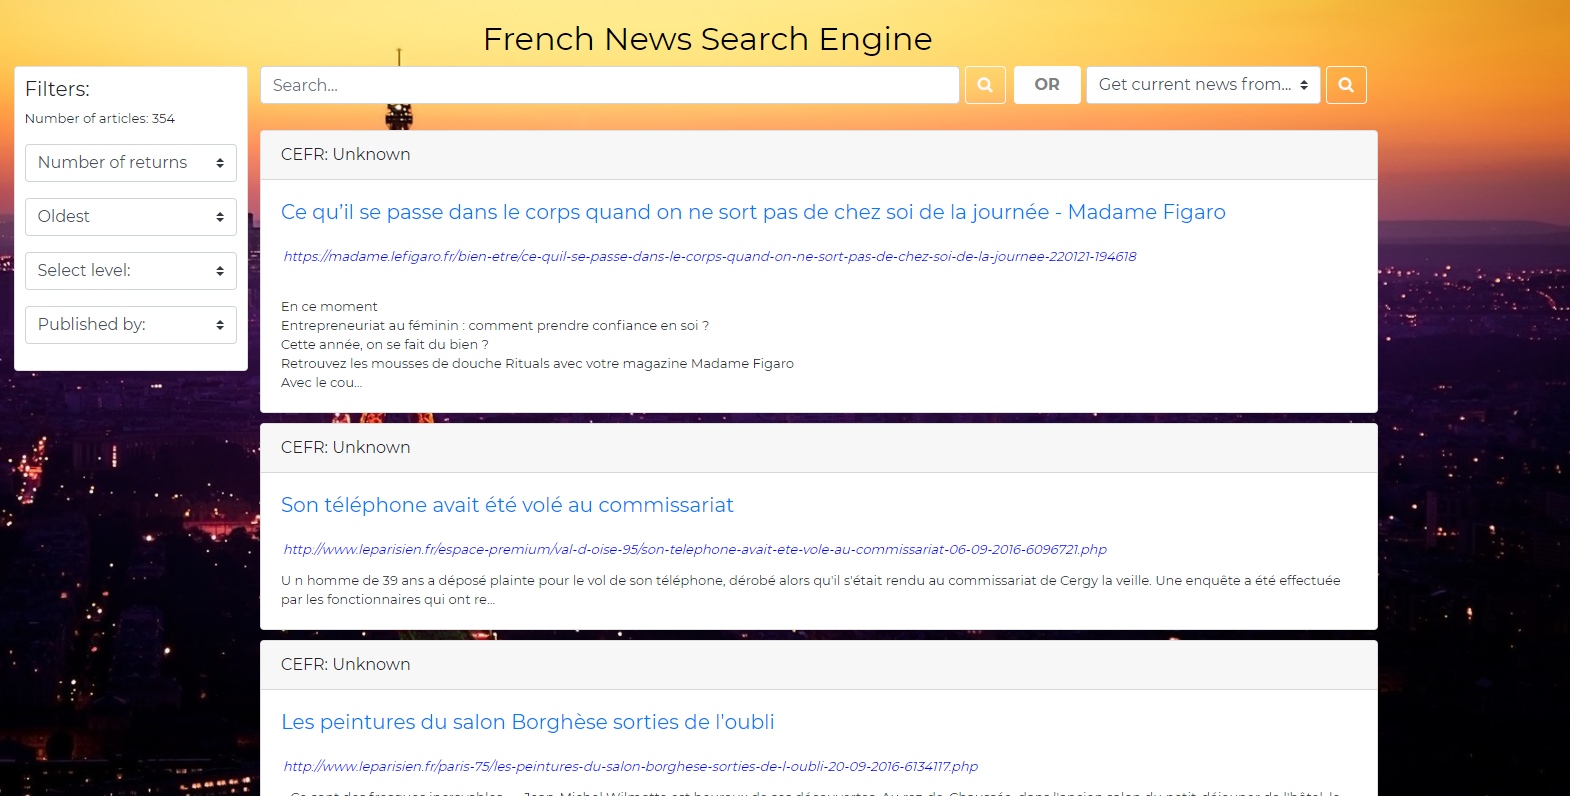 French News Search Engine
Filters:
Number of articles: 354
Number of returns
Oldest
Select level:
Published by:
Search...
OR
Get current news from...
CEFR: Unknown
Ce qu’il se passe dans le corps quand on ne sort pas de chez soi de la journée - Madame Figaro
https://madame.lefigaro.fr/bien-etre/ce-quil-se-passe-dans-le-corps-quand-on-ne-sort-pas-de-chez-soi-de-la-journee-220121-194618
En ce moment
Entrepreneuriat au féminin : comment prendre confiance en soi ?
Cette année, on se fait du bien ?
Retrouvez les mousses de douche Rituals avec votre magazine Madame Figaro
Avec le cou...
CEFR: Unknown
Son téléphone avait été volé au commissariat
http://www.leparisien.fr/espace-premium/val-d-oise-95/son-telephone-avait-ete-vole-au-commissariat-06-09-2016-6096721.php
U n homme de 39 ans a déposé plainte pour le vol de son téléphone, dérobé alors qu'il s'était rendu au commissariat de Cergy la veille. Une enquête a été effectuée
par les fonctionnaires qui ont re...
CEFR: Unknown
Les peintures du salon Borghèse sorties de l’oubli
http://www.leparisien.fr/paris-75/les-peintures-du-salon-borghese-sorties-de-l-oubli-20-09-2016-6134117.php